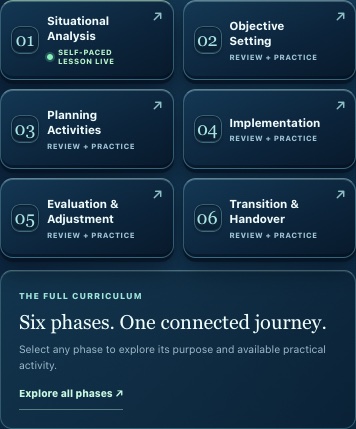 01
Situational
Analysis
SELF-PACED
LESSON LIVE
02
Objective
Setting
REVIEW + PRACTICE
03
Planning
Activities
REVIEW + PRACTICE
04
Implementation
REVIEW + PRACTICE
05
Evaluation &
Adjustment
REVIEW + PRACTICE
06
Transition &
Handover
REVIEW + PRACTICE
THE FULL CURRICULUM
Six phases. One connected journey.
Select any phase to explore its purpose and available practical
activity.
Explore all phases ↗